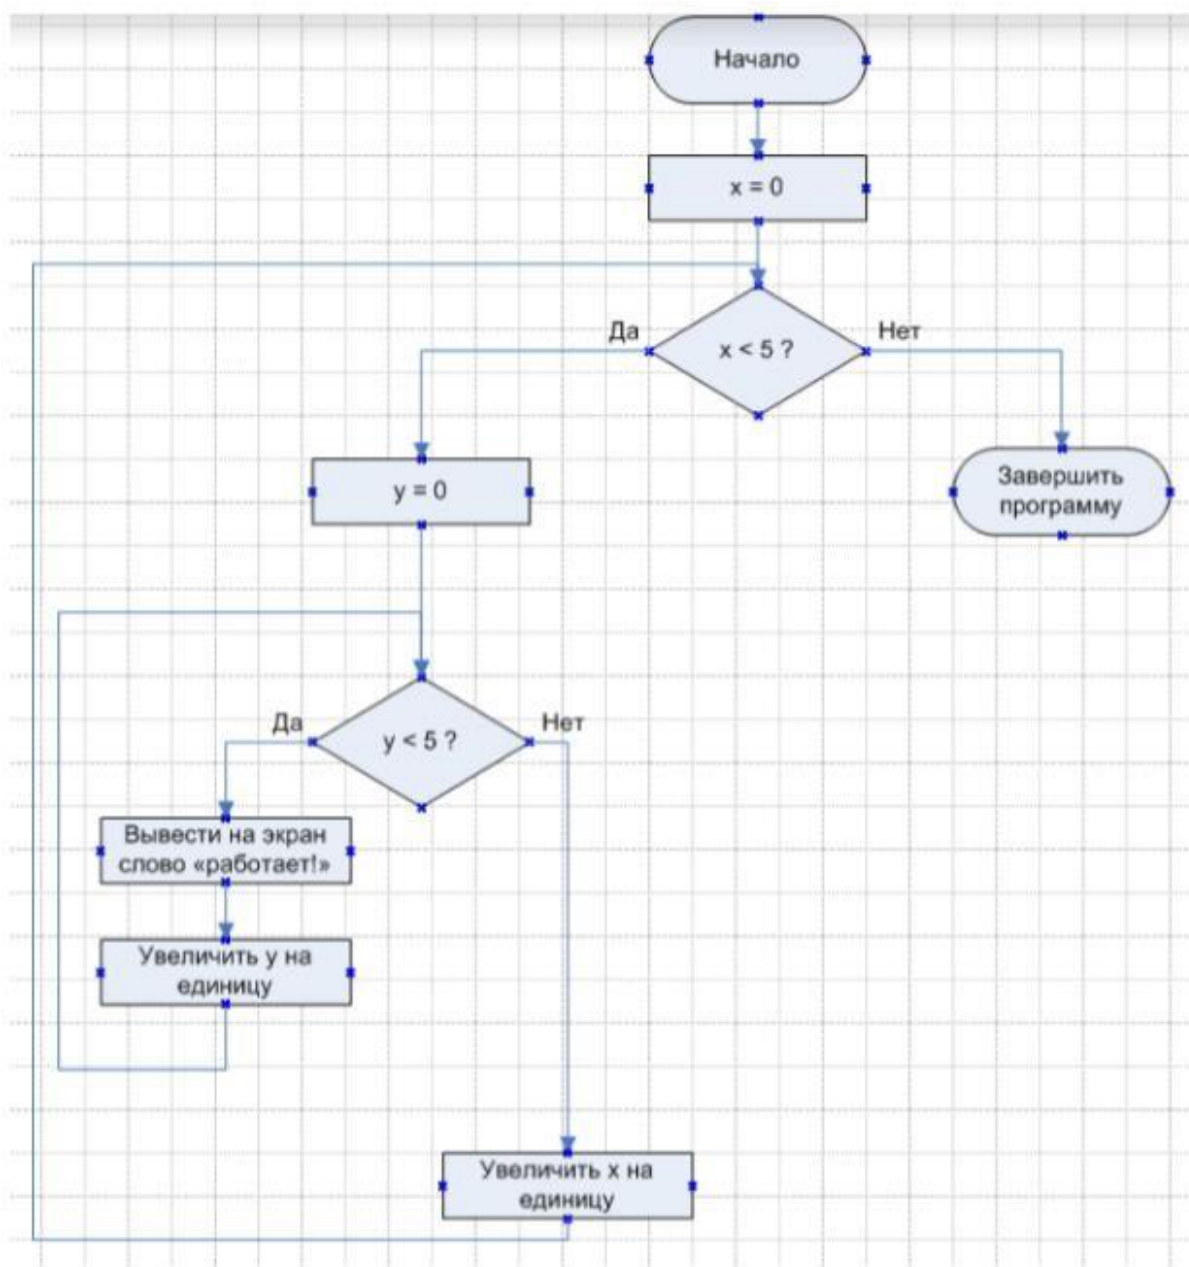 Начало
x = 0
Да
x < 5 ?
Нет
y = 0
Завершить
программу
Да
y < 5 ?
Нет
Вывести на экран
слово «работает!»
Увеличить y на
единицу
Увеличить x на
единицу